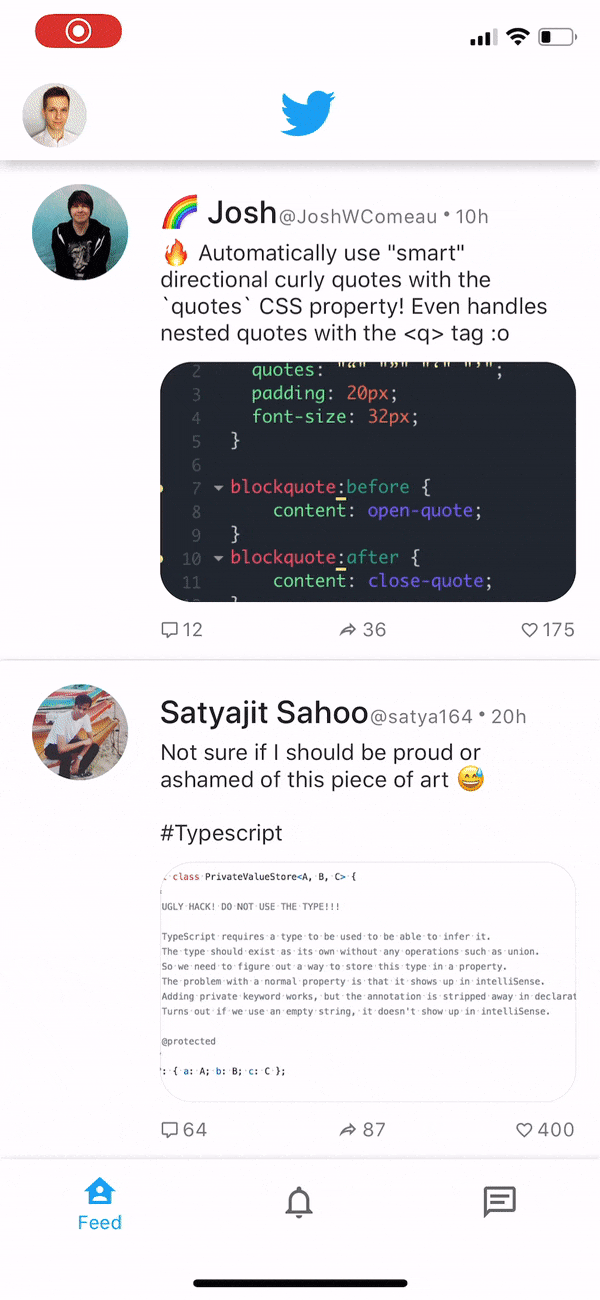 🌈 Josh @JoshWComeau • 10h
🔥 Automatically use "smart"
directional curly quotes with the
`quotes` CSS property! Even handles
nested quotes with the <q> tag :o
2 quotes:
3 padding: 20px;
4 font-size: 32px;
5 }
6
7 blockquote:before {
8 content: open-quote;
9 }
10 blockquote:after {
11 content: close-quote;
12 36 175
Satyajit Sahoo @satya164 • 20h
Not sure if I should be proud or
ashamed of this piece of art 😅
#Typescript
class PrivateValueStore<A, B, C> {
UGLY HACK! DO NOT USE THE TYPE!!!
TypeScript requires a type to be used to be able to infer it.
The type should exist as its own without any operations such as union.
So we need to figure out a way to store this type in a property.
The problem with a normal property is that it shows up in intelliSense.
Adding private keyword works, but the annotation is stripped away in declarat
Turns out if we use an empty string, it doesn't show up in intelliSense.
@protected
': { a: A; b: B; c: C };
64 87 400
Feed